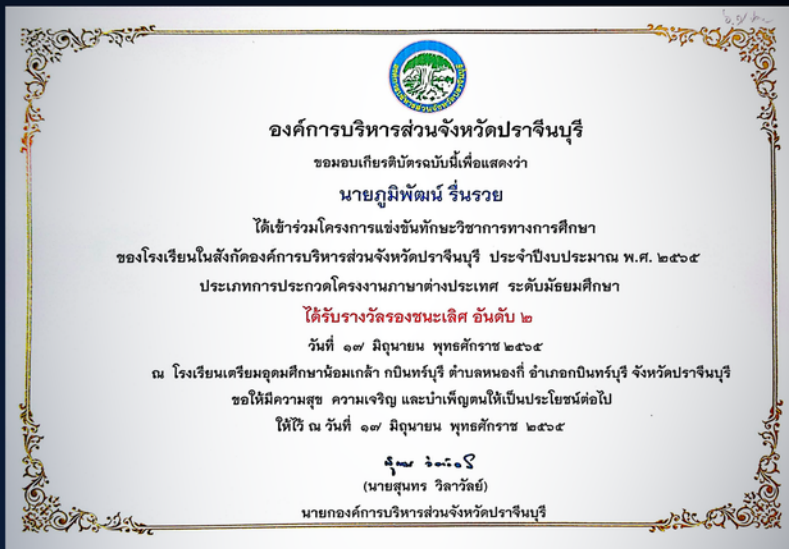 องค์การบริหารส่วนจังหวัดปราจีนบุรี
ขอมอบเกียรติบัตรฉบับนี้เพื่อแสดงว่า
นายภูมิพัฒน์ รื่นรวย
ได้เข้าร่วมโครงการแข่งขันทักษะวิชาการทางการศึกษา
ของโรงเรียนในสังกัดองค์การบริหารส่วนจังหวัดปราจีนบุรี ประจำปีงบประมาณ พ.ศ. ๒๕๖๕
ประเภทการประกวดโครงงานภาษาต่างประเทศ ระดับมัธยมศึกษา
ได้รับรางวัลรองชนะเลิศ อันดับ ๒
วันที่ ๑๗ มิถุนายน พุทธศักราช ๒๕๖๕
ณ โรงเรียนเตรียมอุดมศึกษาน้อมเกล้า กบินทร์บุรี ตำบลหนองกี่ อำเภอกบินทร์บุรี จังหวัดปราจีนบุรี
ขอให้มีความสุข ความเจริญ และบำเพ็ญตนให้เป็นประโยชน์ต่อไป
ให้ไว้ ณ วันที่ ๑๗ มิถุนายน พุทธศักราช ๒๕๖๕
(นายสุนทร วิลาวัลย์)
นายกองค์การบริหารส่วนจังหวัดปราจีนบุรี